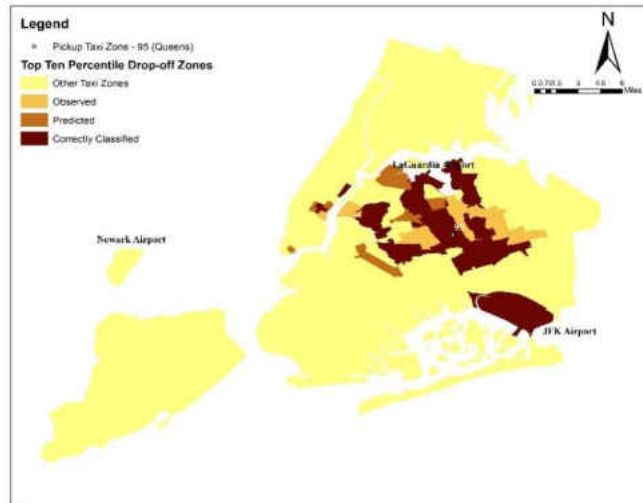 Legend
Pickup Taxi Zone - 95 (Queens)
Top Ten Percentile Drop-off Zones
Other Taxi Zones
Observed
Predicted
Correctly Classified
N
Miles
LaGuardia Airport
Newark Airport
JFK Airport